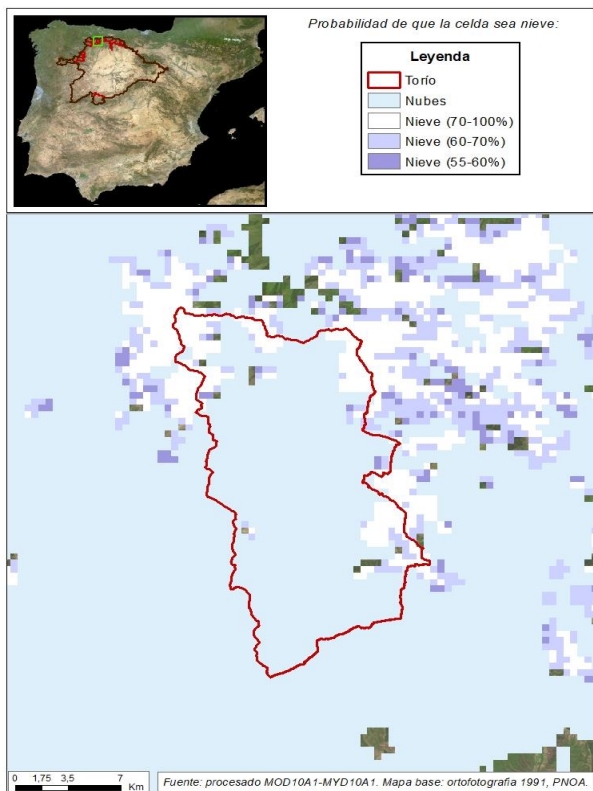 Probabilidad de que la celda sea nieve:
Leyenda
Torío
Nubes
Nieve (70-100%)
Nieve (60-70%)
Nieve (55-60%)
0 1,75 3,5 7
Km
Fuente: procesado MOD10A1-MYD10A1. Mapa base: ortofotografía 1991, PNOA.